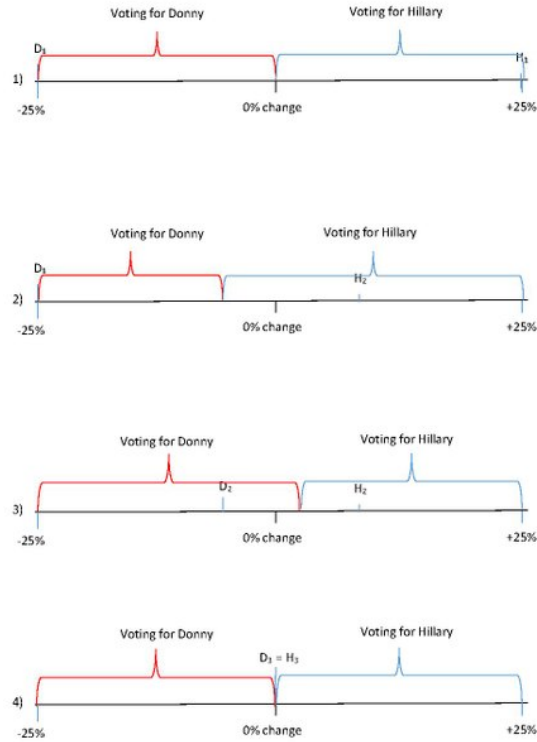 Voting for Donny Voting for Hillary
D₁ H₁
1)
-25% 0% change +25%
Voting for Donny Voting for Hillary
D₁ H₂
2)
-25% 0% change +25%
Voting for Donny Voting for Hillary
D₂ H₂
3)
-25% 0% change +25%
Voting for Donny Voting for Hillary
D₃ = H₃
4)
-25% 0% change +25%